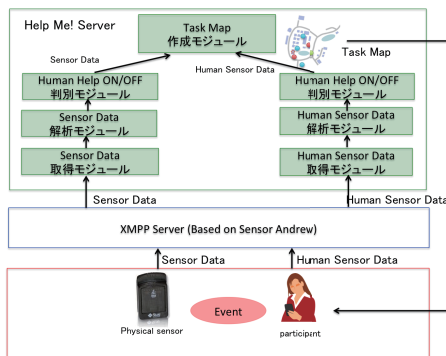 Help Me! Server
Task Map
作成モジュール
Task Map
Sensor Data
Human Sensor Data
Human Help ON/OFF
判別モジュール
Human Help ON/OFF
判別モジュール
Sensor Data
解析モジュール
Human Sensor Data
解析モジュール
Sensor Data
取得モジュール
Human Sensor Data
取得モジュール
Sensor Data
Human Sensor Data
XMPP Server (Based on Sensor Andrew)
Sensor Data
Human Sensor Data
Event
Physical sensor
participant